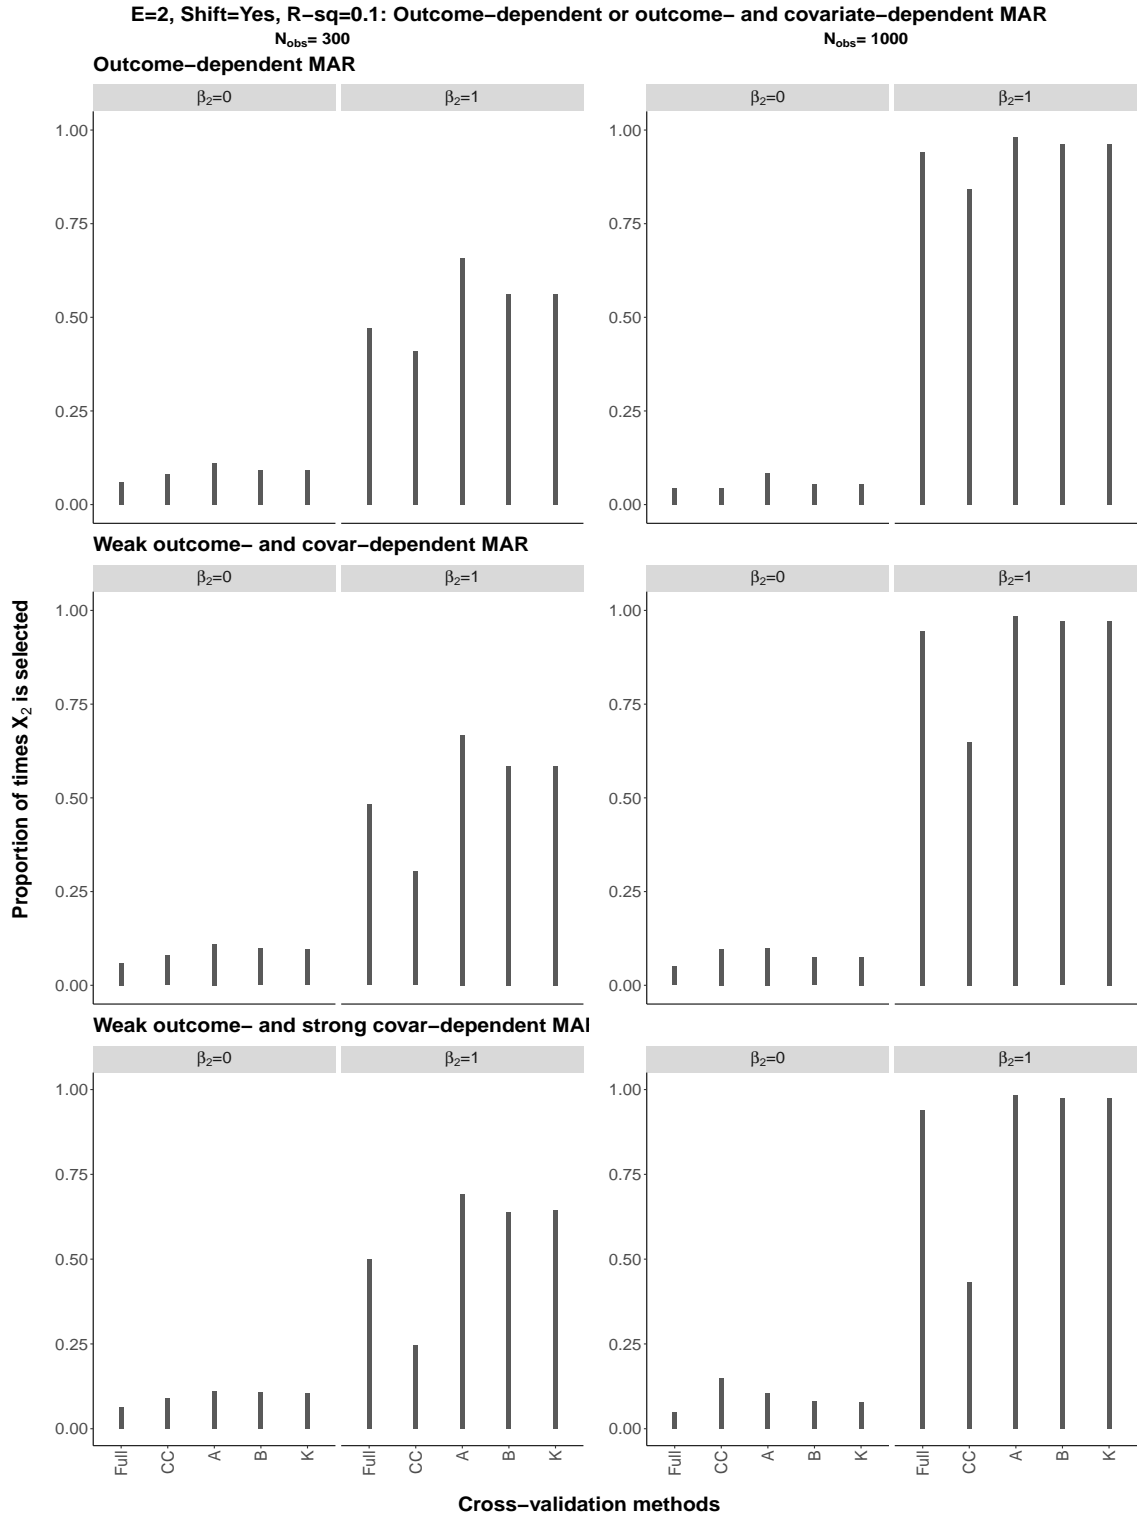 E=2, Shift=Yes, R−sq=0.1: Outcome−dependent or outcome− and covariate−dependent MAR
N_obs= 300 N_obs= 1000
Outcome−dependent MAR
β₂=0 β₂=1 β₂=0 β₂=1
1.00 1.00
0.75 0.75
0.50 0.50
0.25 0.25
0.00 0.00
Weak outcome− and covar−dependent MAR
β₂=0 β₂=1 β₂=0 β₂=1
1.00 1.00
0.75 0.75
0.50 0.50
0.25 0.25
0.00 0.00
Proportion of times X₂ is selected
Weak outcome− and strong covar−dependent MAI
β₂=0 β₂=1 β₂=0 β₂=1
1.00 1.00
0.75 0.75
0.50 0.50
0.25 0.25
0.00 0.00
Full CC A B K Full CC A B K Full CC A B K Full CC A B K
Cross−validation methods